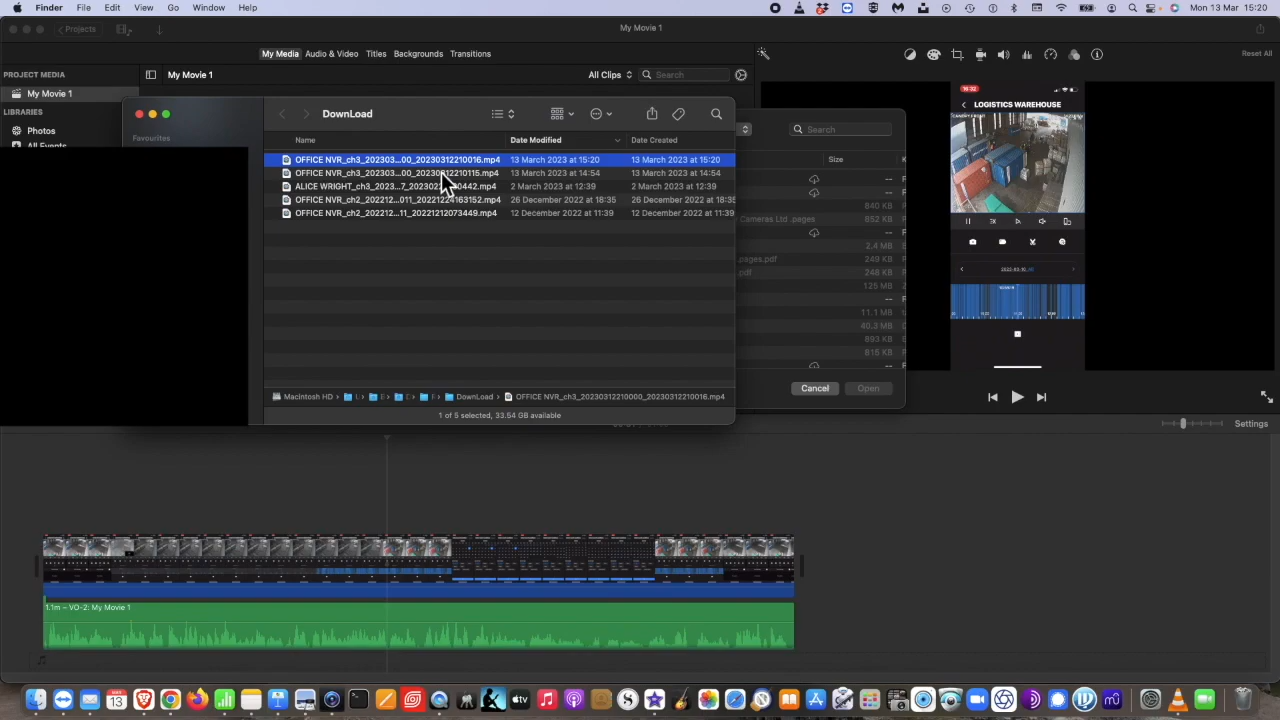 Finder File Edit View Go Window Help
Mon 13 Mar 15:20
Projects
My Movie 1
My Media Audio & Video Titles Backgrounds Transitions
Reset All
PROJECT MEDIA
My Movie 1
All Clips
Search
My Movie 1
LIBRARIES
Photos
All Events
Favourites
DownLoad
Name Date Modified Date Created
OFFICE NVR_ch3_202303...00_20230312210016.mp4 13 March 2023 at 15:20 13 March 2023 at 15:20
OFFICE NVR_ch3_202303...00_20230312210115.mp4 13 March 2023 at 14:54 13 March 2023 at 14:54
2 March 2023 at 12:39 2 March 2023 at 12:39
26 December 2022 at 18:35 26 December 2022 at 18:35
OFFICE NVR_ch2_202212...11_20221212073449.mp4 12 December 2022 at 11:39 12 December 2022 at 11:39
Macintosh HD
DownLoad
OFFICE NVR_ch3_20230312210000_20230312210016.mp4
1 of 5 selected, 33.54 GB available
Search
Size
--
--
840 KB
Cameras Ltd .pages 852 KB
--
2.4 MB
.pages.pdf 249 KB
.pdf 248 KB
125 MB
--
11.1 MB
40.3 MB
893 KB
815 KB
--
Cancel Open
16:32
LOGISTICS WAREHOUSE
Settings
1.1m – VO-2: My Movie 1